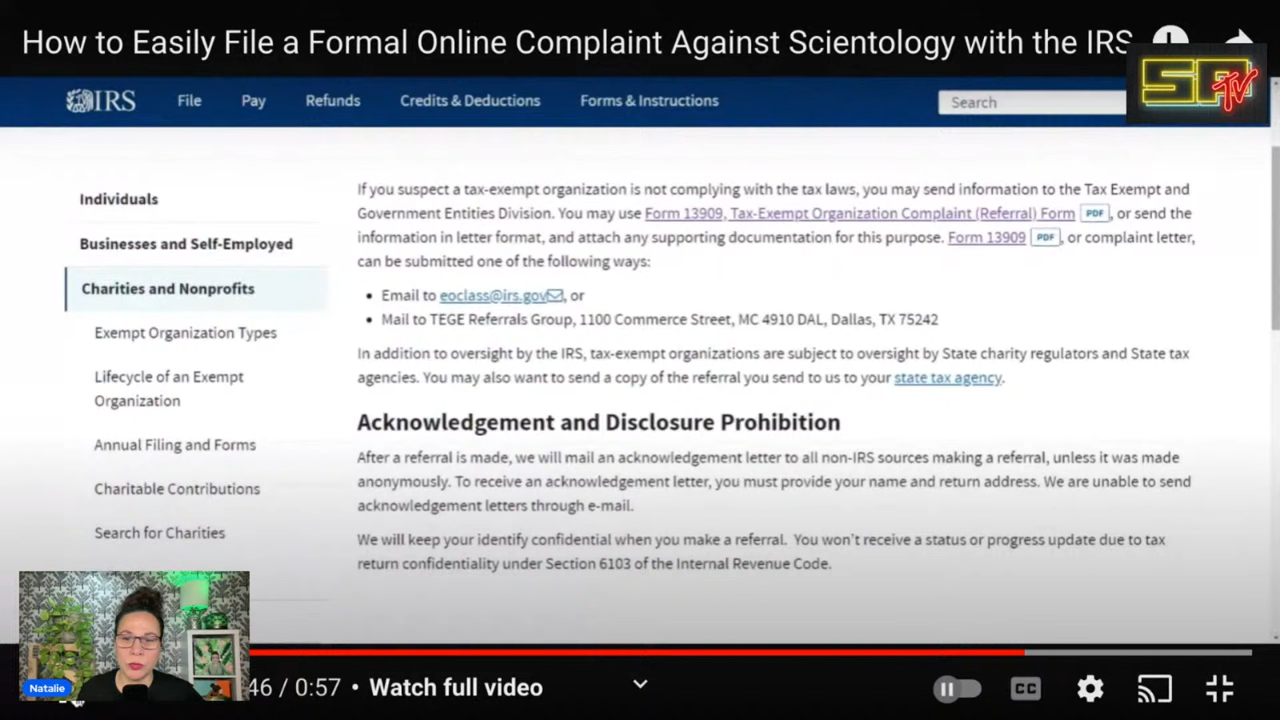 How to Easily File a Formal Online Complaint Against Scientology with the IRS
SPTV
IRS File Pay Refunds Credits & Deductions Forms & Instructions Search
Individuals
Businesses and Self-Employed
Charities and Nonprofits
Exempt Organization Types
Lifecycle of an Exempt
Organization
Annual Filing and Forms
Charitable Contributions
Search for Charities
If you suspect a tax-exempt organization is not complying with the tax laws, you may send information to the Tax Exempt and
Government Entities Division. You may use Form 13909, Tax-Exempt Organization Complaint (Referral) Form PDF , or send the
information in letter format, and attach any supporting documentation for this purpose. Form 13909 PDF , or complaint letter,
can be submitted one of the following ways:
• Email to eoclass@irs.gov, or
• Mail to TEGE Referrals Group, 1100 Commerce Street, MC 4910 DAL, Dallas, TX 75242
In addition to oversight by the IRS, tax-exempt organizations are subject to oversight by State charity regulators and State tax
agencies. You may also want to send a copy of the referral you send to us to your state tax agency.
Acknowledgement and Disclosure Prohibition
After a referral is made, we will mail an acknowledgement letter to all non-IRS sources making a referral, unless it was made
anonymously. To receive an acknowledgement letter, you must provide your name and return address. We are unable to send
acknowledgement letters through e-mail.
We will keep your identify confidential when you make a referral. You won't receive a status or progress update due to tax
return confidentiality under Section 6103 of the Internal Revenue Code.
Natalie
46 / 0:57 • Watch full video
CC